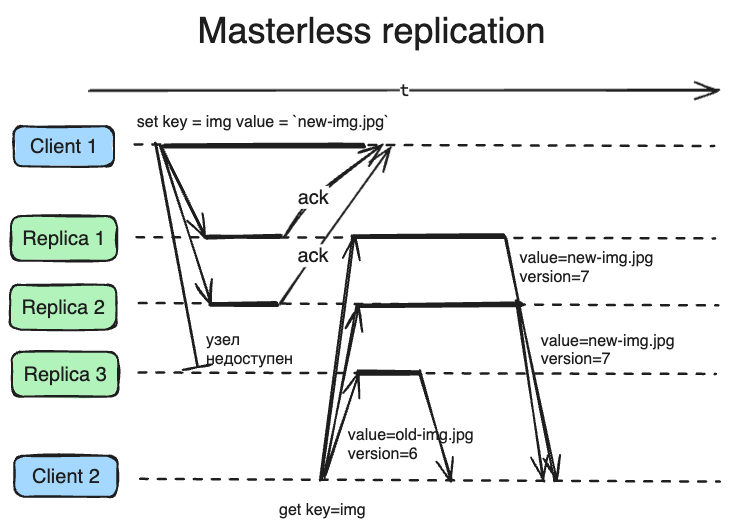 Masterless replication
t
set key = img value = `new-img.jpg`
Client 1
ack
Replica 1
ack
value=new-img.jpg
version=7
Replica 2
узел
недоступен
value=new-img.jpg
version=7
Replica 3
value=old-img.jpg
version=6
Client 2
get key=img